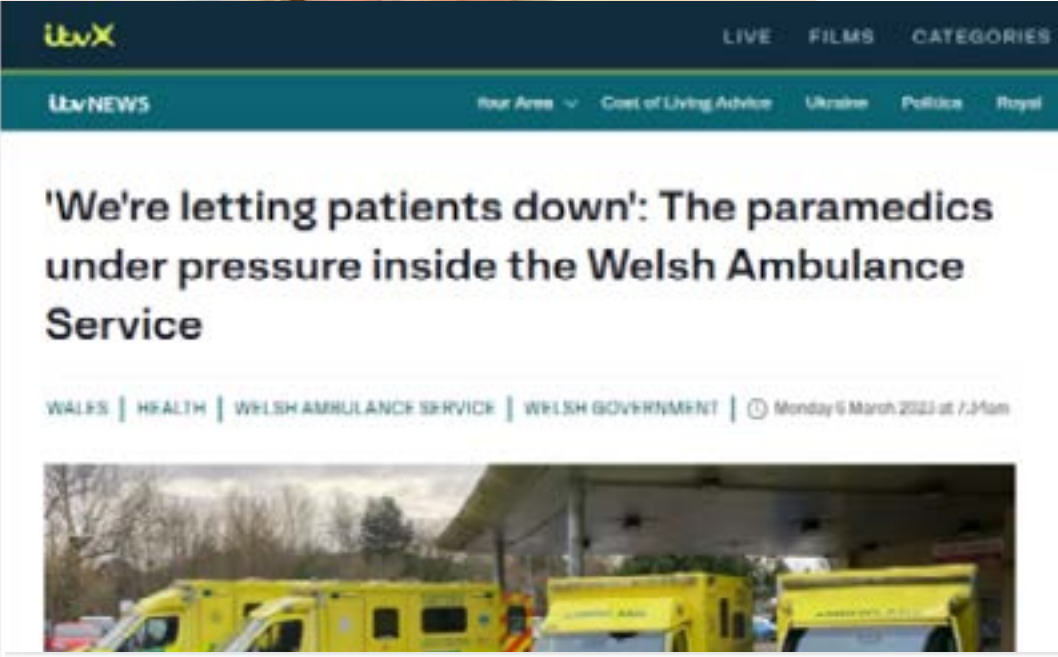 itvX
LIVE FILMS CATEGORIES
itv NEWS
Your Area Cost of Living Advice Ukraine Politics Royal
'We're letting patients down': The paramedics
under pressure inside the Welsh Ambulance
Service
WALES | HEALTH | WELSH AMBULANCE SERVICE | WELSH GOVERNMENT | Monday 6 March 2023 at